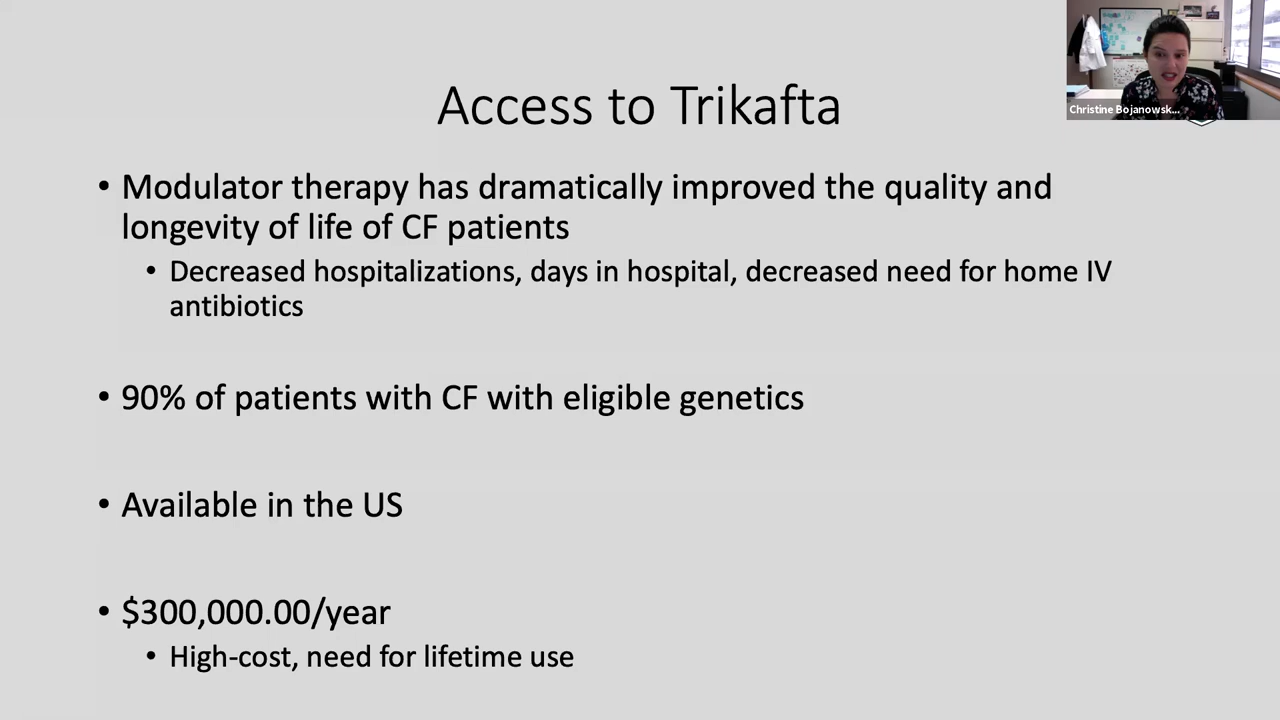 Access to Trikafta
Christine Bojanowsk...
• Modulator therapy has dramatically improved the quality and
longevity of life of CF patients
• Decreased hospitalizations, days in hospital, decreased need for home IV
antibiotics
• 90% of patients with CF with eligible genetics
• Available in the US
• $300,000.00/year
• High-cost, need for lifetime use